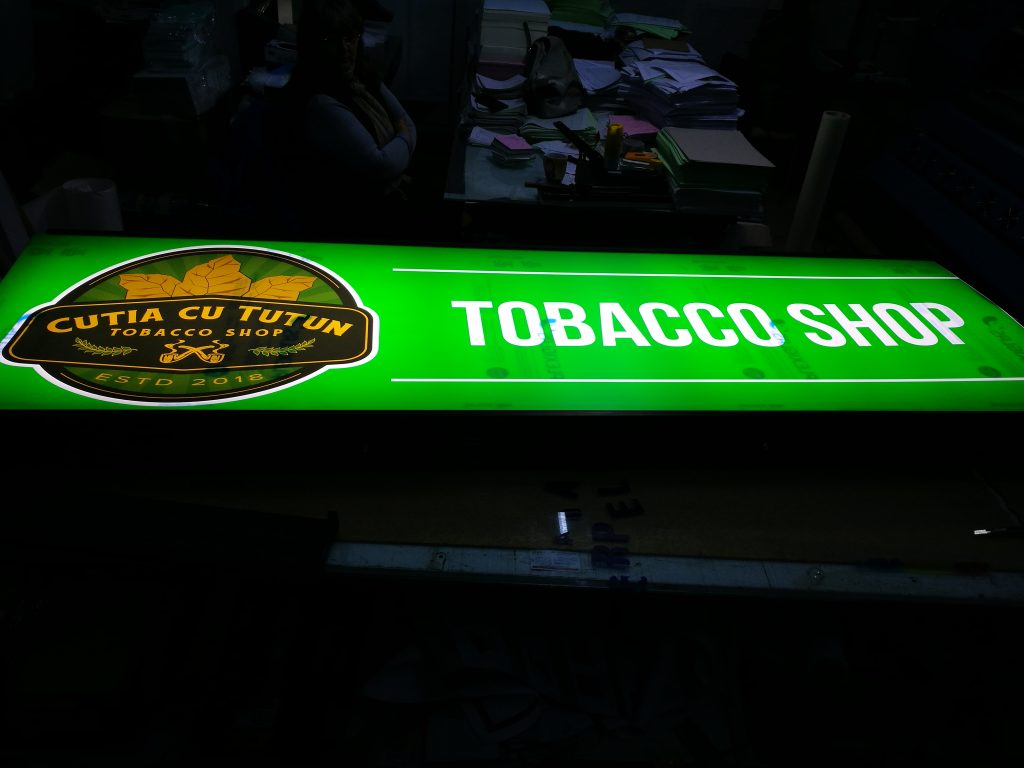 CUTIA CU TUTUN
TOBACCO SHOP
ESTD 2018
TOBACCO SHOP